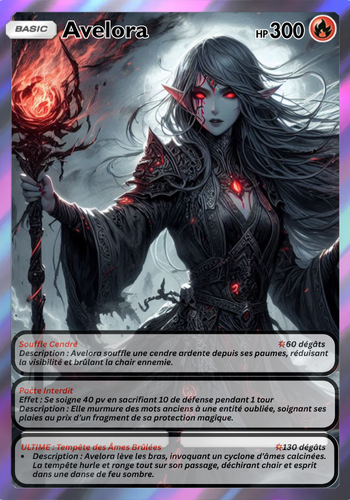 BASIC
Avelora
HP 300
Souffle Cendré
60 dégâts
Description : Avelora souffle une cendre ardente depuis ses paumes, réduisant
la visibilité et brûlant la chair ennemie.
Pacte Interdit
Effet : Se soigne 40 pv en sacrifiant 10 de défense pendant 1 tour
Description : Elle murmure des mots anciens à une entité oubliée, soignant ses
plaies au prix d'un fragment de sa protection magique.
ULTIME : Tempête des Âmes Brûlées
130 dégâts
• Description : Avelora lève les bras, invoquant un cyclone d'âmes calcinées.
La tempête hurle et ronge tout sur son passage, déchirant chair et esprit
dans une danse de feu sombre.